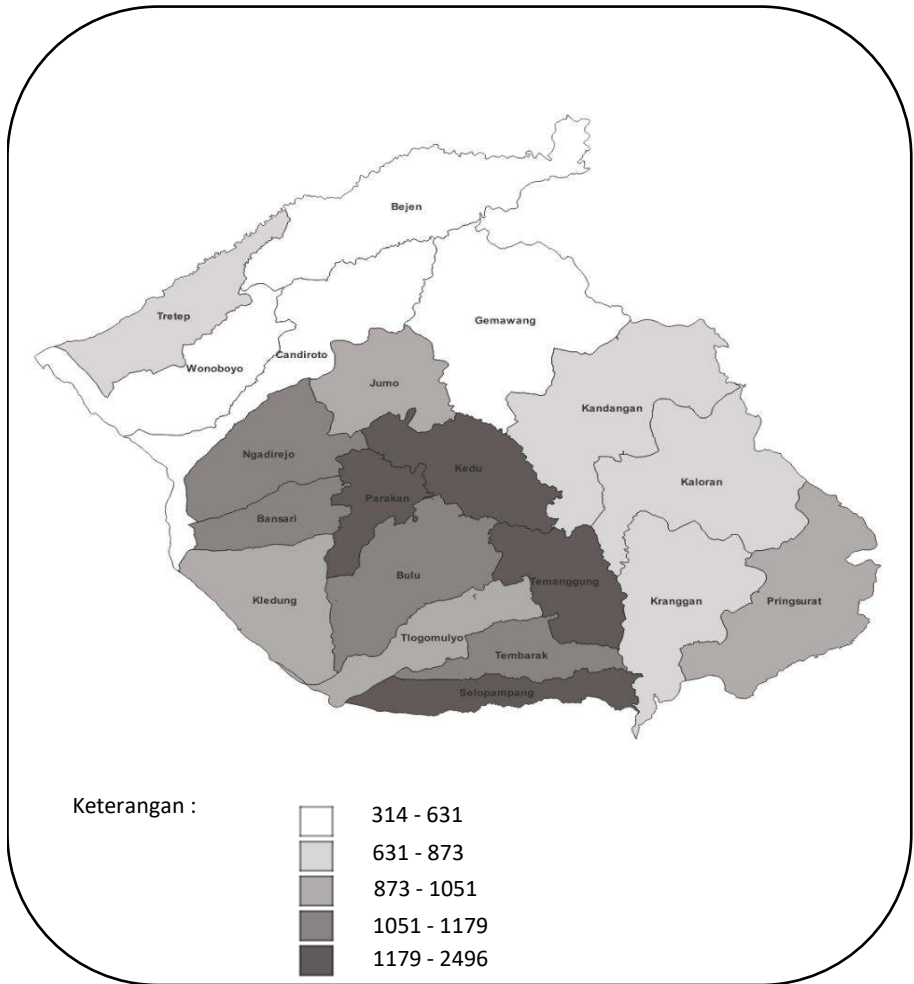 Bejen
Tretep
Gemawang
Candiroto
Wonoboyo
Jumo
Kandangan
Ngadirejo
Kedu
Kaloran
Parakan
Bansari
Bulu
Temanggung
Kledung
Kranggan
Pringsurat
Tlogomulyo
Tembarak
Selopampang
Keterangan :
314 - 631
631 - 873
873 - 1051
1051 - 1179
1179 - 2496